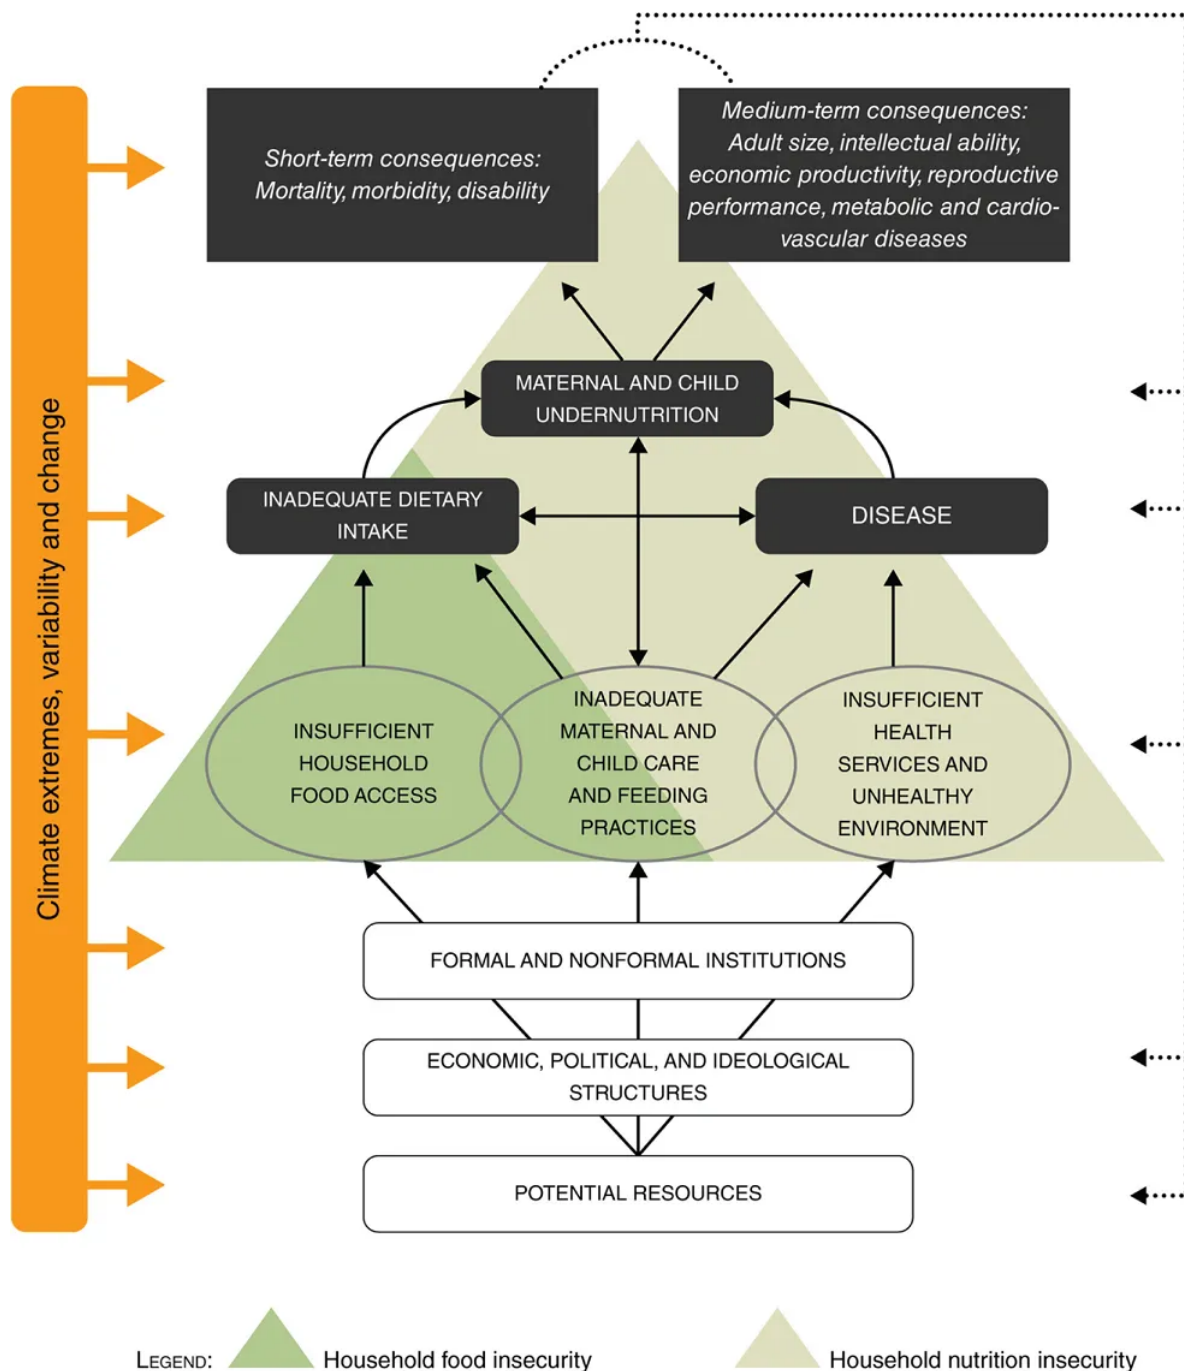 Short-term consequences:
Mortality, morbidity, disability
Medium-term consequences:
Adult size, intellectual ability,
economic productivity, reproductive
performance, metabolic and cardio-
vascular diseases
Climate extremes, variability and change
MATERNAL AND CHILD
UNDERNUTRITION
INADEQUATE DIETARY
INTAKE
DISEASE
INSUFFICIENT
HOUSEHOLD
FOOD ACCESS
INADEQUATE
MATERNAL AND
CHILD CARE
AND FEEDING
PRACTICES
INSUFFICIENT
HEALTH
SERVICES AND
UNHEALTHY
ENVIRONMENT
FORMAL AND NONFORMAL INSTITUTIONS
ECONOMIC, POLITICAL, AND IDEOLOGICAL
STRUCTURES
POTENTIAL RESOURCES
LEGEND:
Household food insecurity
Household nutrition insecurity